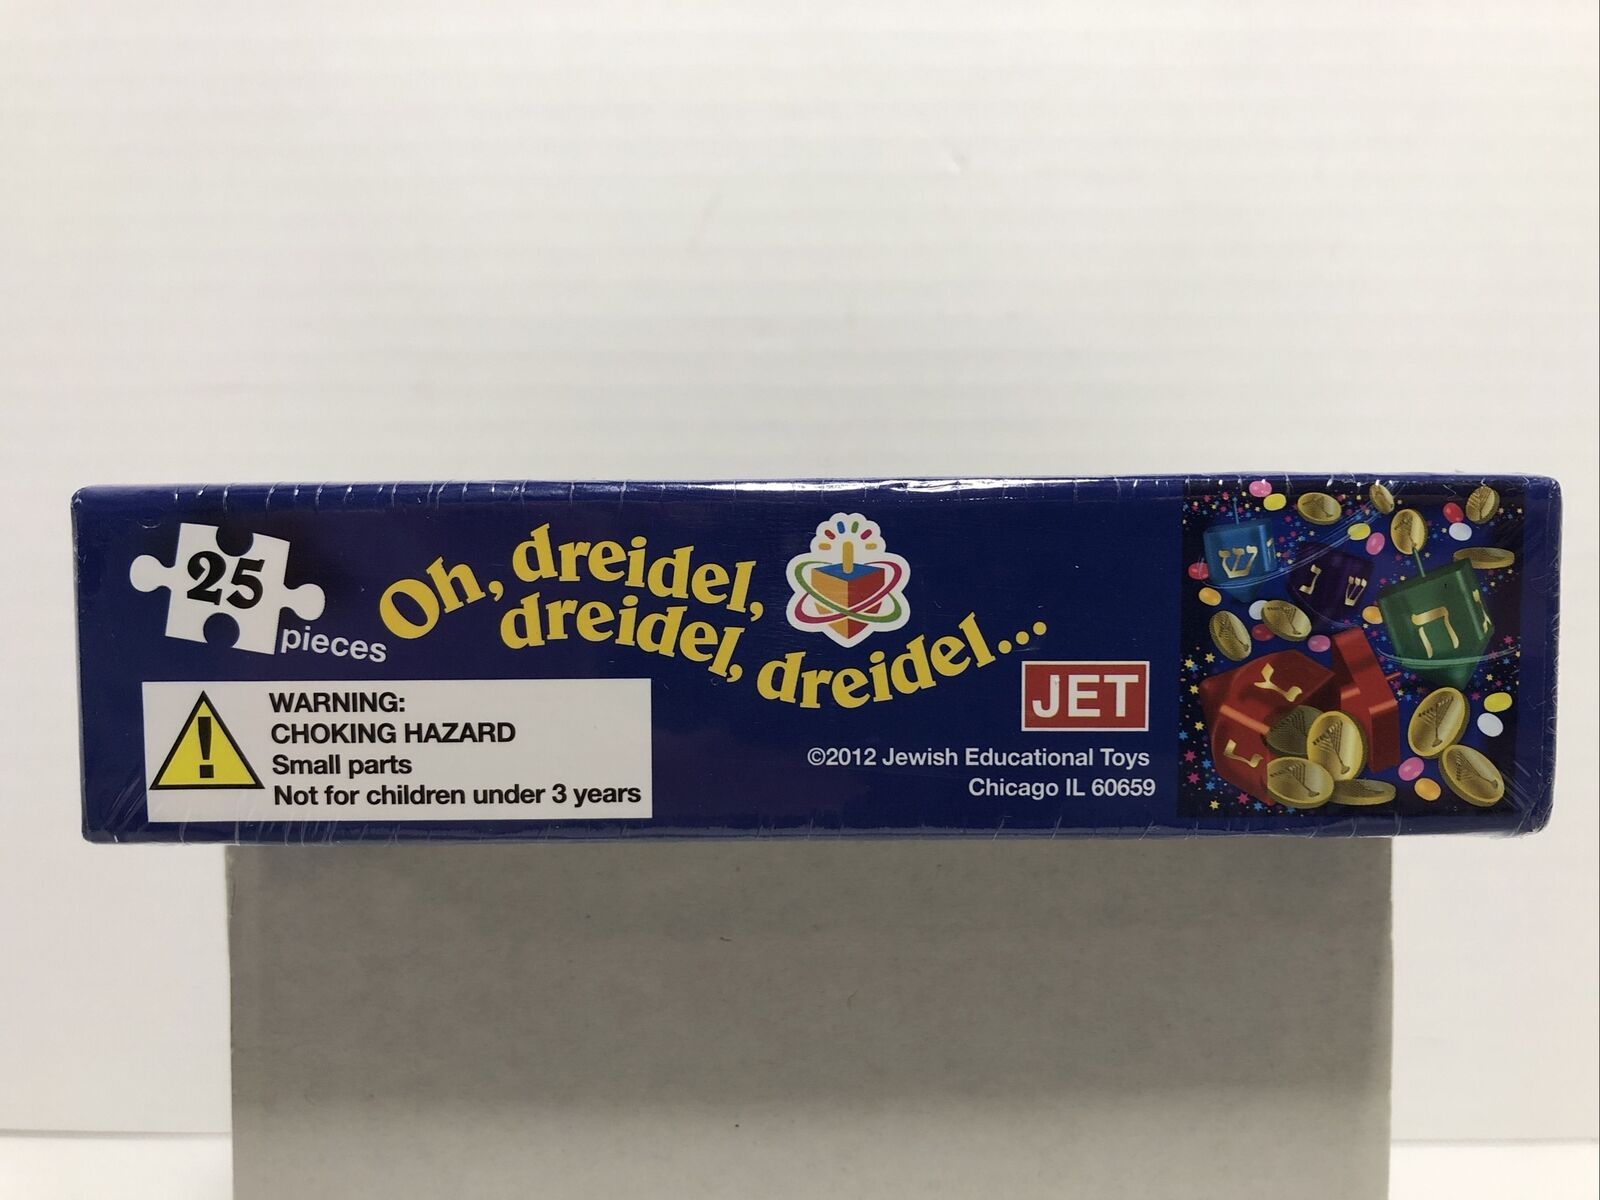 25
pieces
Oh, dreidel,
dreidel, dreidel...
WARNING:
CHOKING HAZARD
Small parts
Not for children under 3 years
JET
©2012 Jewish Educational Toys
Chicago IL 60659
ש
נ ש
ה